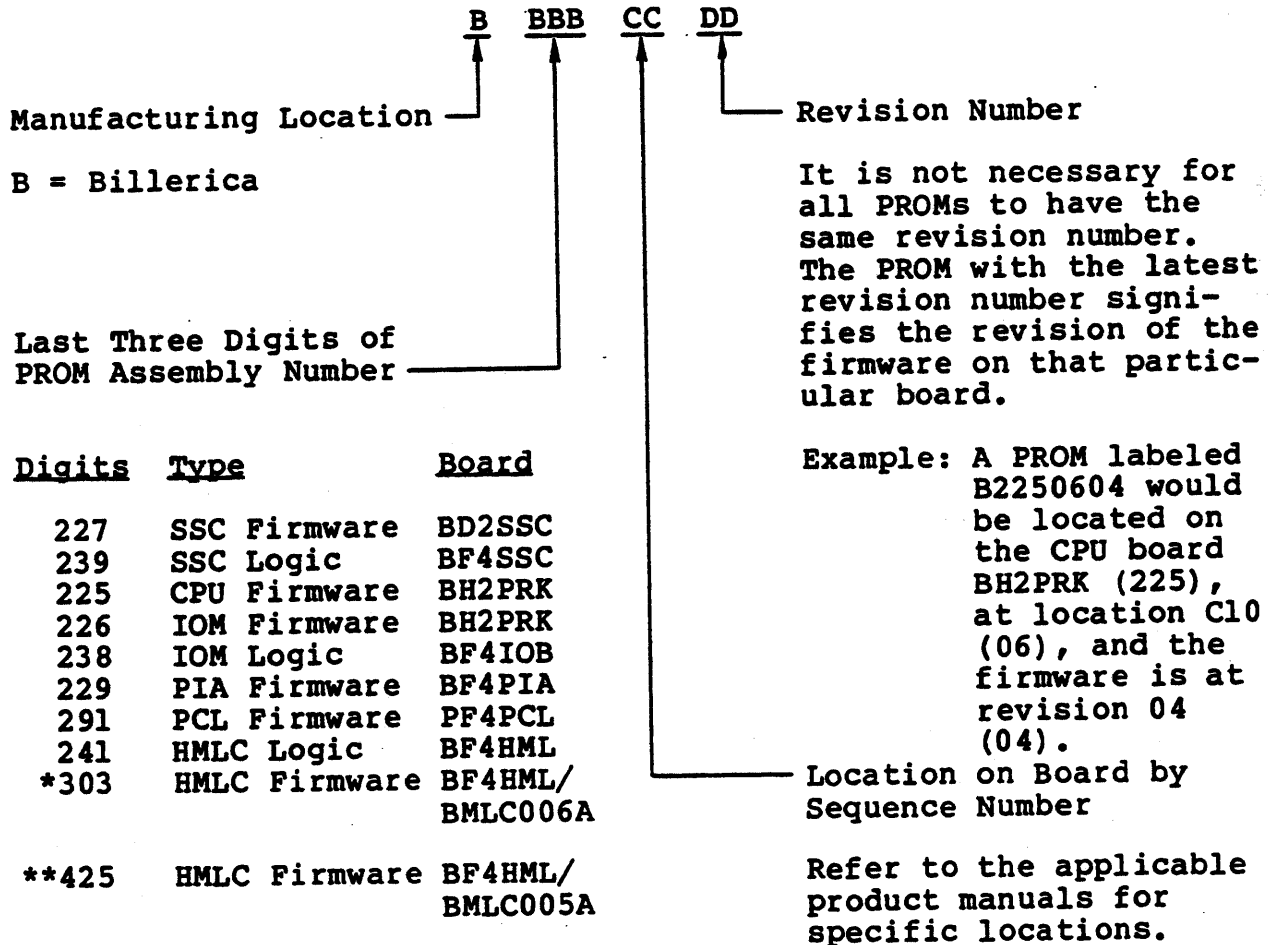 B BBB CC DD
Manufacturing Location
B = Billerica
Last Three Digits of
PROM Assembly Number
Digits Type Board
227 SSC Firmware BD2SSC
239 SSC Logic BF4SSC
225 CPU Firmware BH2PRK
226 IOM Firmware BH2PRK
238 IOM Logic BF4IOB
229 PIA Firmware BF4PIA
291 PCL Firmware PF4PCL
241 HMLC Logic BF4HML
*303 HMLC Firmware BF4HML/
BMLC006A
**425 HMLC Firmware BF4HML/
BMLC005A
Revision Number
It is not necessary for
all PROMs to have the
same revision number.
The PROM with the latest
revision number signi-
fies the revision of the
firmware on that partic-
ular board.
Example: A PROM labeled
B2250604 would
be located on
the CPU board
BH2PRK (225),
at location C10
(06), and the
firmware is at
revision 04
(04).
Location on Board by
Sequence Number
Refer to the applicable
product manuals for
specific locations.